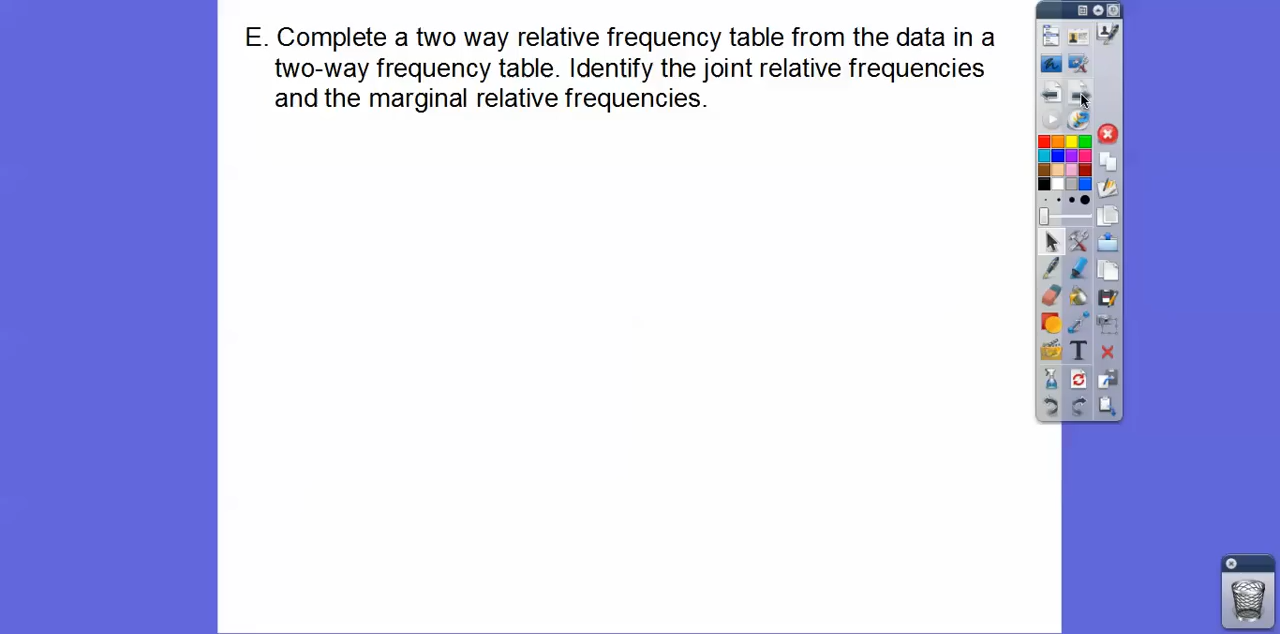 E. Complete a two way relative frequency table from the data in a
two-way frequency table. Identify the joint relative frequencies
and the marginal relative frequencies.
T